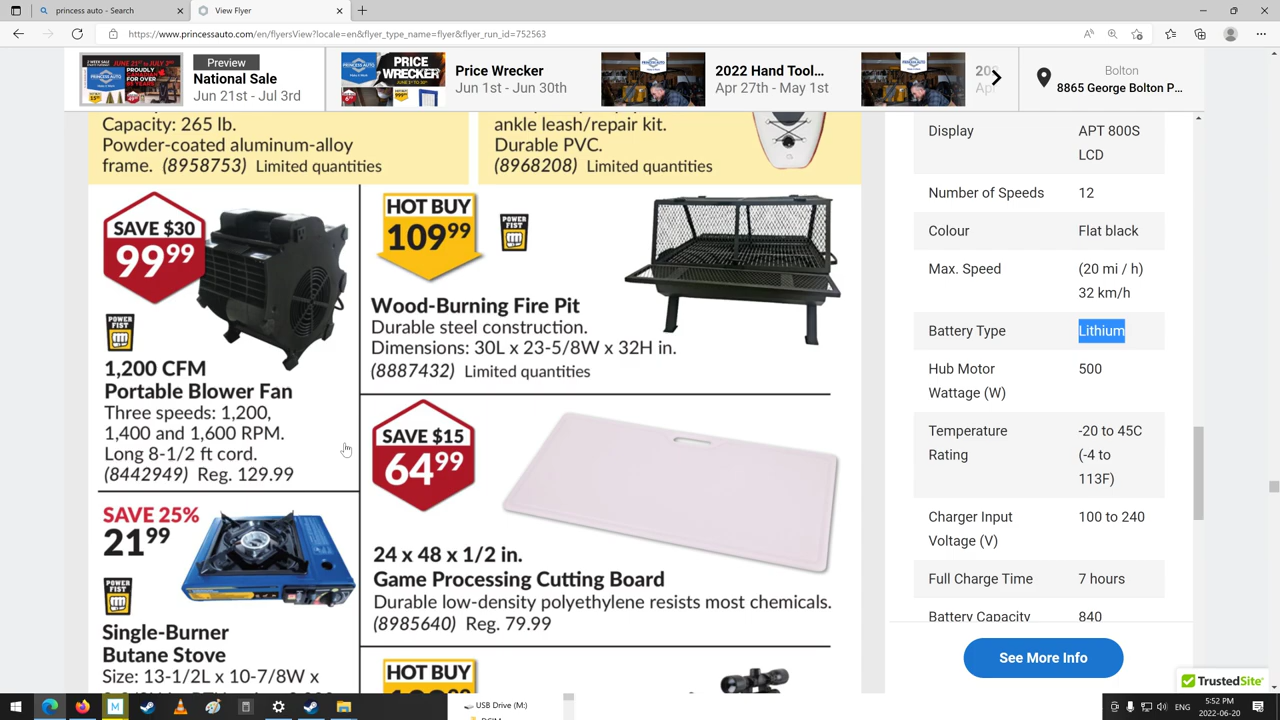 princess auto - Search
View Flyer
https://www.princessauto.com/en/flyersView?locale=en&flyer_type_name=flyer&flyer_run_id=752563
Preview
National Sale
Jun 21st - Jul 3rd
Price Wrecker
Jun 1st - Jun 30th
2022 Hand Tool...
Apr 27th - May 1st
8865 George Bolton P...
Capacity: 265 lb.
Powder-coated aluminum-alloy
frame. (8958753) Limited quantities
ankle leash/repair kit.
Durable PVC.
(8968208) Limited quantities
SAVE $30
99.99
POWER FIST
1,200 CFM
Portable Blower Fan
Three speeds: 1,200,
1,400 and 1,600 RPM.
Long 8-1/2 ft cord.
(8442949) Reg. 129.99
HOT BUY
109.99
POWER FIST
Wood-Burning Fire Pit
Durable steel construction.
Dimensions: 30L x 23-5/8W x 32H in.
(8887432) Limited quantities
SAVE $15
64.99
24 x 48 x 1/2 in.
Game Processing Cutting Board
Durable low-density polyethylene resists most chemicals.
(8985640) Reg. 79.99
SAVE 25%
21.99
POWER FIST
Single-Burner
Butane Stove
Size: 13-1/2L x 10-7/8W x
HOT BUY
Display APT 800S
LCD
Number of Speeds 12
Colour Flat black
Max. Speed (20 mi / h)
32 km/h
Battery Type Lithium
Hub Motor 500
Wattage (W)
Temperature -20 to 45C
Rating (-4 to
113F)
Charger Input 100 to 240
Voltage (V)
Full Charge Time 7 hours
Battery Capacity 840
See More Info
TrustedSite
USB Drive (M:)
ENG
5:52 PM
2022-06-20